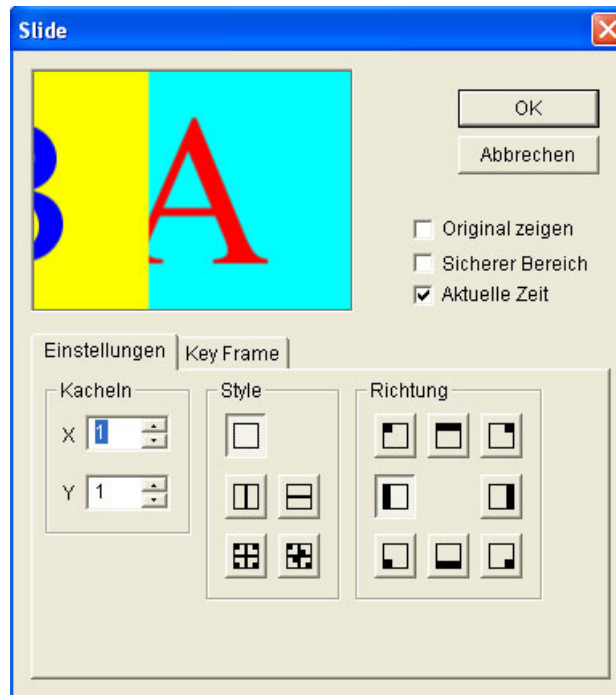 Slide
B A
OK
Abbrechen
Original zeigen
Sicherer Bereich
Aktuelle Zeit
Einstellungen Key Frame
Kacheln
X 1
Y 1
Style
Richtung